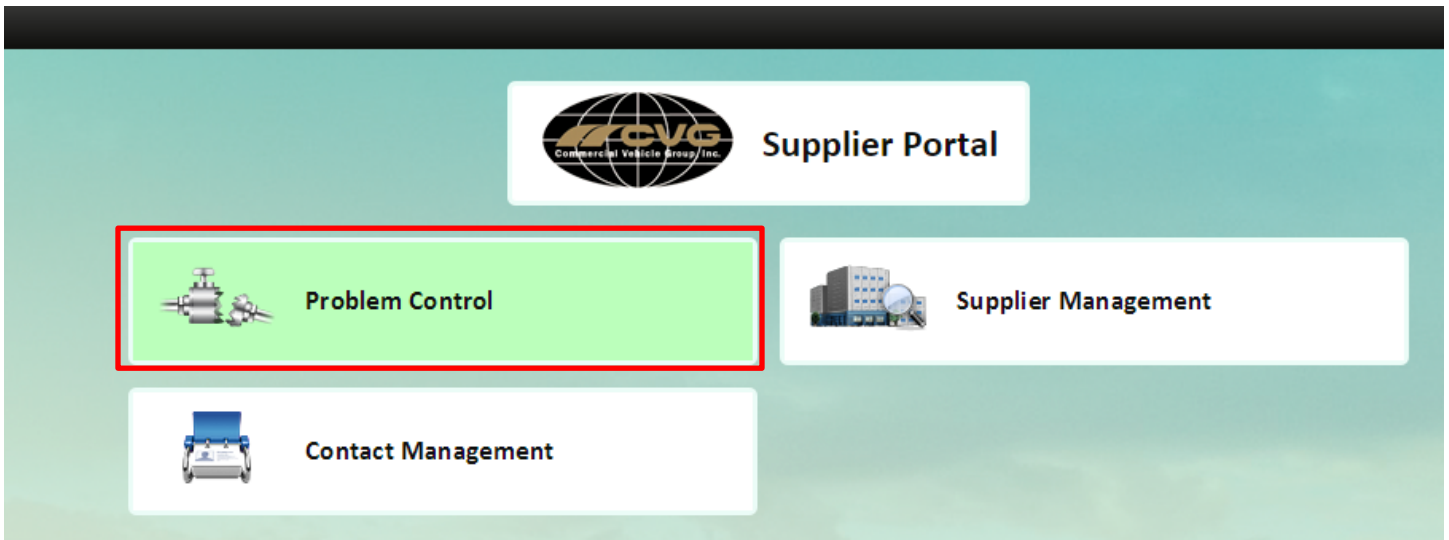 CVG
Commercial Vehicle Group, Inc.
Supplier Portal
Problem Control
Supplier Management
Contact Management